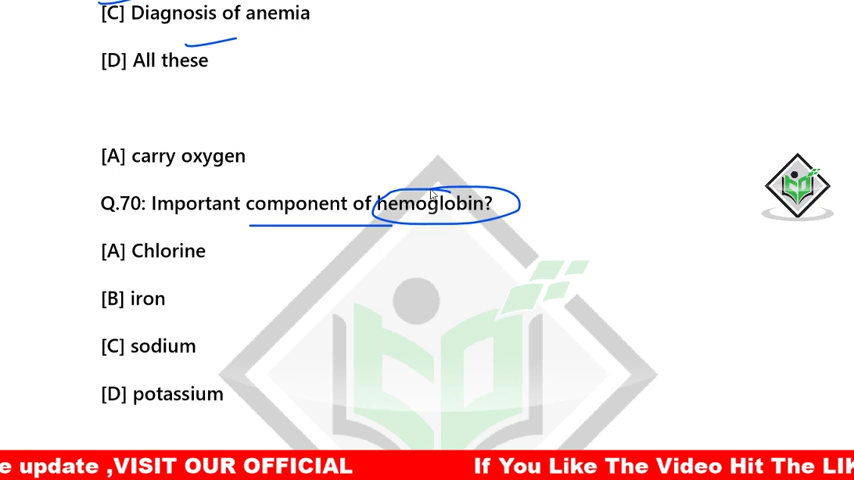 [C] Diagnosis of anemia
[D] All these
[A] carry oxygen
Q.70: Important component of hemoglobin?
[A] Chlorine
[B] iron
[C] sodium
[D] potassium
e update ,VISIT OUR OFFICIAL If You Like The Video Hit The LIK